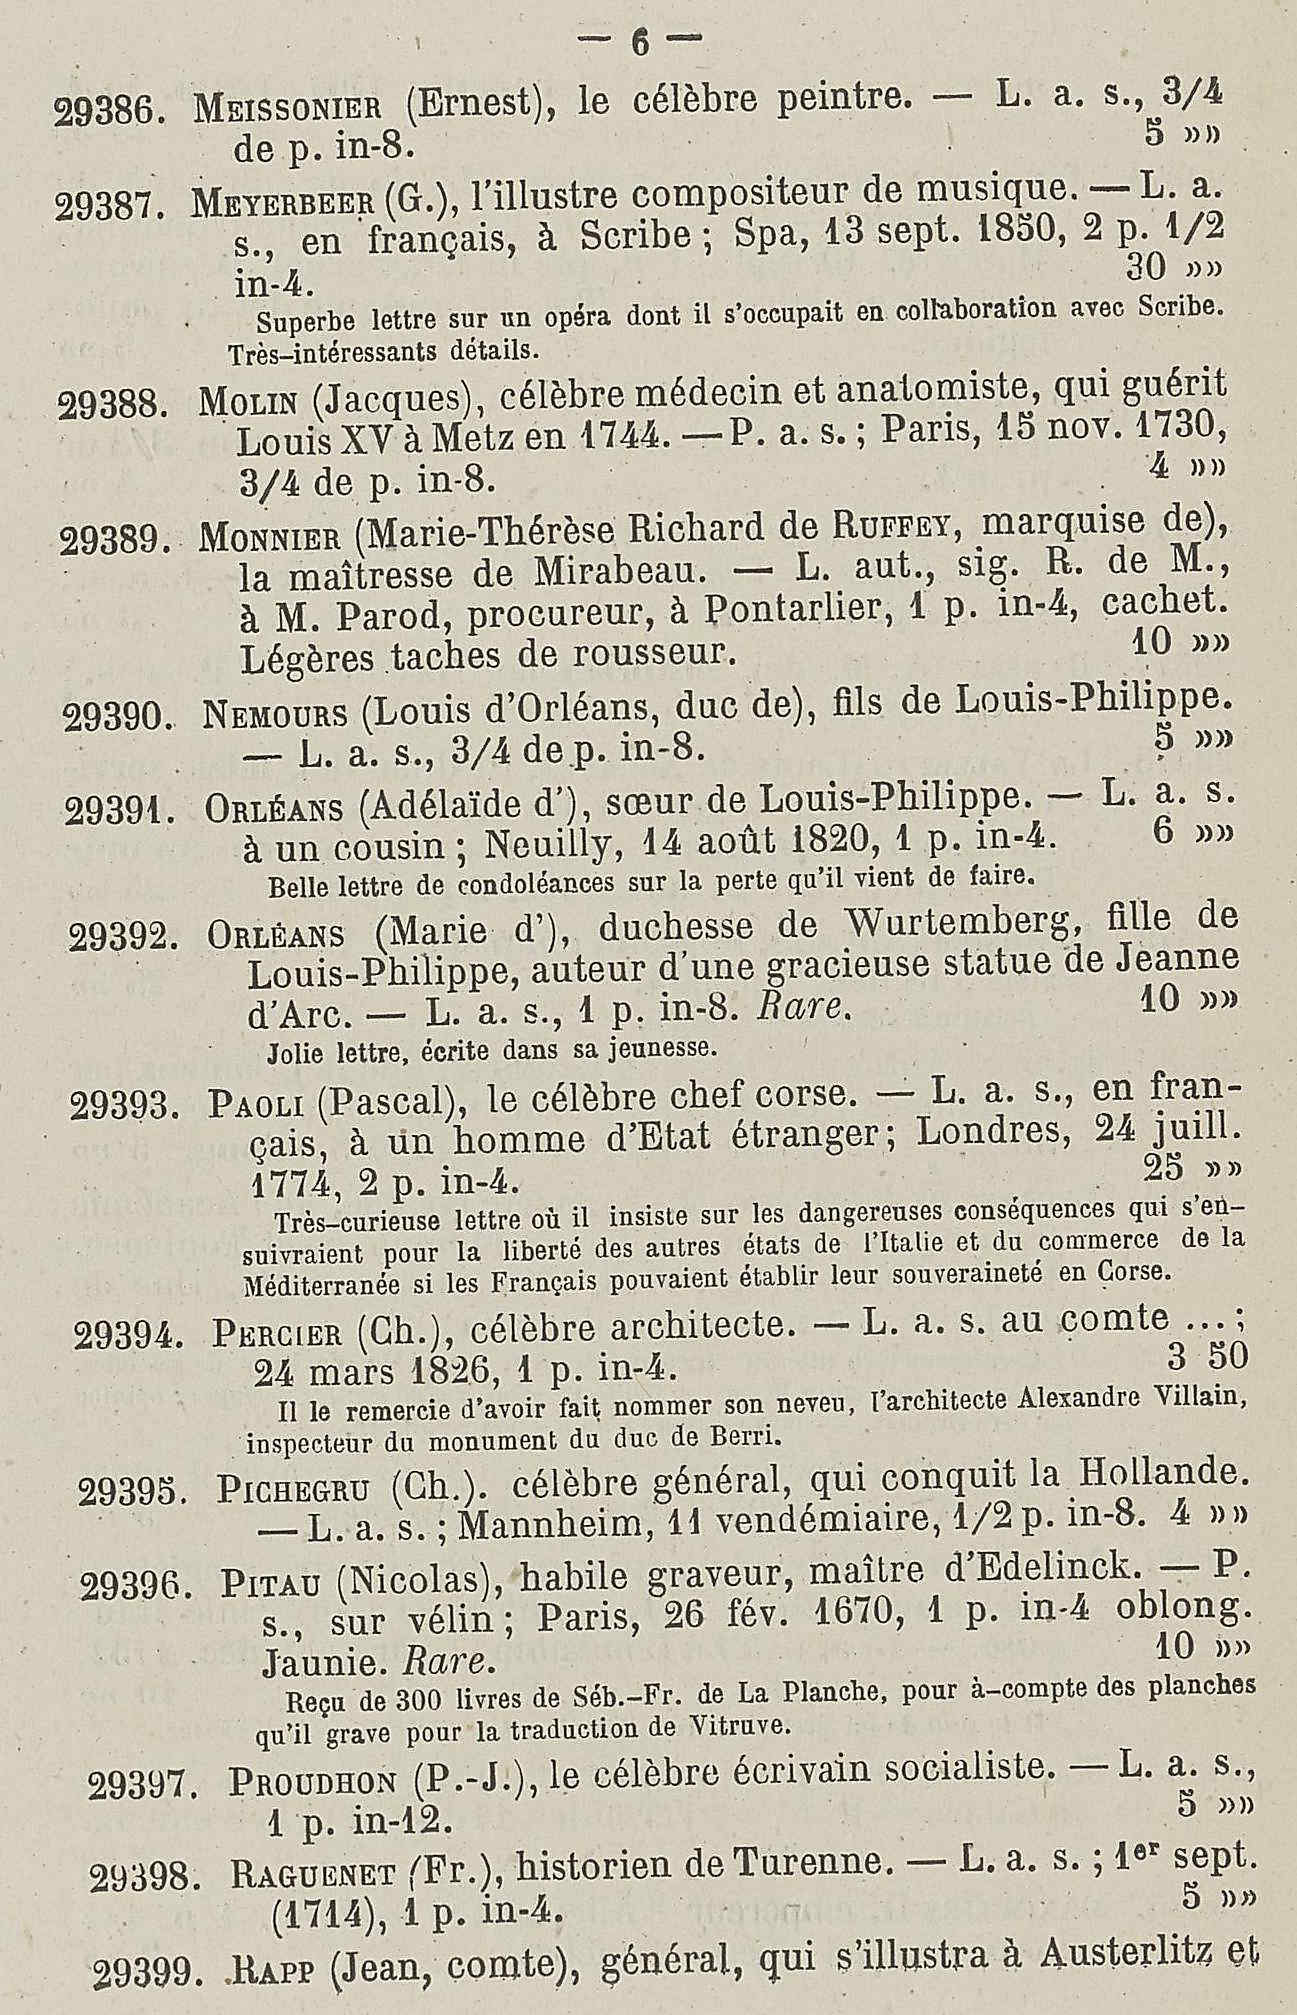 — 6 —
29386. MEISSONIER (Ernest), le célèbre peintre. — L. a. s., 3/4
de p. in-8. 5 »»
29387. MEYERBEER (G.), l'illustre compositeur de musique. — L. a.
s., en français, à Scribe ; Spa, 13 sept. 1850, 2 p. 1/2
in-4. 30 »»
Superbe lettre sur un opéra dont il s'occupait en collaboration avec Scribe.
Très-intéressants détails.
29388. MOLIN (Jacques), célèbre médecin et anatomiste, qui guérit
Louis XV à Metz en 1744. — P. a. s. ; Paris, 15 nov. 1730,
3/4 de p. in-8. 4 »»
29389. MONNIER (Marie-Thérèse Richard de RUFFEY, marquise de),
la maîtresse de Mirabeau. — L. aut., sig. R. de M.,
à M. Parod, procureur, à Pontarlier, 1 p. in-4, cachet.
Légères taches de rousseur. 10 »»
29390. NEMOURS (Louis d'Orléans, duc de), fils de Louis-Philippe.
— L. a. s., 3/4 de p. in-8. 5 »»
29391. ORLÉANS (Adélaïde d'), sœur de Louis-Philippe. — L. a. s.
à un cousin ; Neuilly, 14 août 1820, 1 p. in-4. 6 »»
Belle lettre de condoléances sur la perte qu'il vient de faire.
29392. ORLÉANS (Marie d'), duchesse de Wurtemberg, fille de
Louis-Philippe, auteur d'une gracieuse statue de Jeanne
d'Arc. — L. a. s., 1 p. in-8. Rare. 10 »»
Jolie lettre, écrite dans sa jeunesse.
29393. PAOLI (Pascal), le célèbre chef corse. — L. a. s., en fran-
çais, à un homme d'Etat étranger ; Londres, 24 juill.
1774, 2 p. in-4. 25 »»
Très-curieuse lettre où il insiste sur les dangereuses conséquences qui s'en-
suivraient pour la liberté des autres états de l'Italie et du commerce de la
Méditerranée si les Français pouvaient établir leur souveraineté en Corse.
29394. PERCIER (Ch.), célèbre architecte. — L. a. s. au comte ... ;
24 mars 1826, 1 p. in-4. 3 50
Il le remercie d'avoir fait nommer son neveu, l'architecte Alexandre Villain,
inspecteur du monument du duc de Berri.
29395. PICHEGRU (Ch.). célèbre général, qui conquit la Hollande.
— L. a. s. ; Mannheim, 11 vendémiaire, 1/2 p. in-8. 4 »»
29396. PITAU (Nicolas), habile graveur, maître d'Edelinck. — P.
s., sur vélin ; Paris, 26 fév. 1670, 1 p. in-4 oblong.
Jaunie. Rare. 10 »»
Reçu de 300 livres de Séb.-Fr. de La Planche, pour à-compte des planches
qu'il grave pour la traduction de Vitruve.
29397. PROUDHON (P.-J.), le célèbre écrivain socialiste. — L. a. s.,
1 p. in-12. 5 »»
29398. RAGUENET (Fr.), historien de Turenne. — L. a. s. ; 1er sept.
(1714), 1 p. in-4. 5 »»
29399. RAPP (Jean, comte), général, qui s'illustra à Austerlitz et